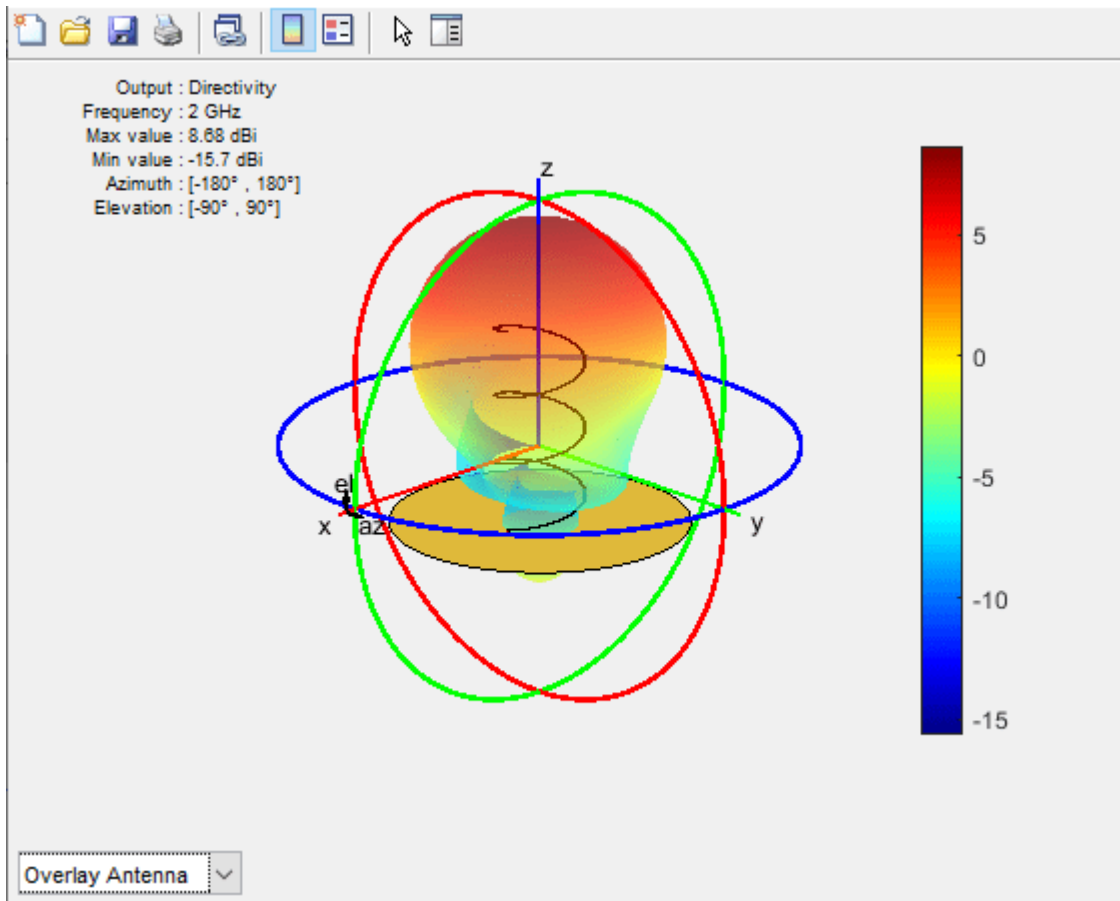 Output : Directivity
Frequency : 2 GHz
Max value : 8.68 dBi
Min value : -15.7 dBi
Azimuth : [-180° , 180°]
Elevation : [-90° , 90°]
z
5
0
-5
el
x
az
y
-10
-15
Overlay Antenna